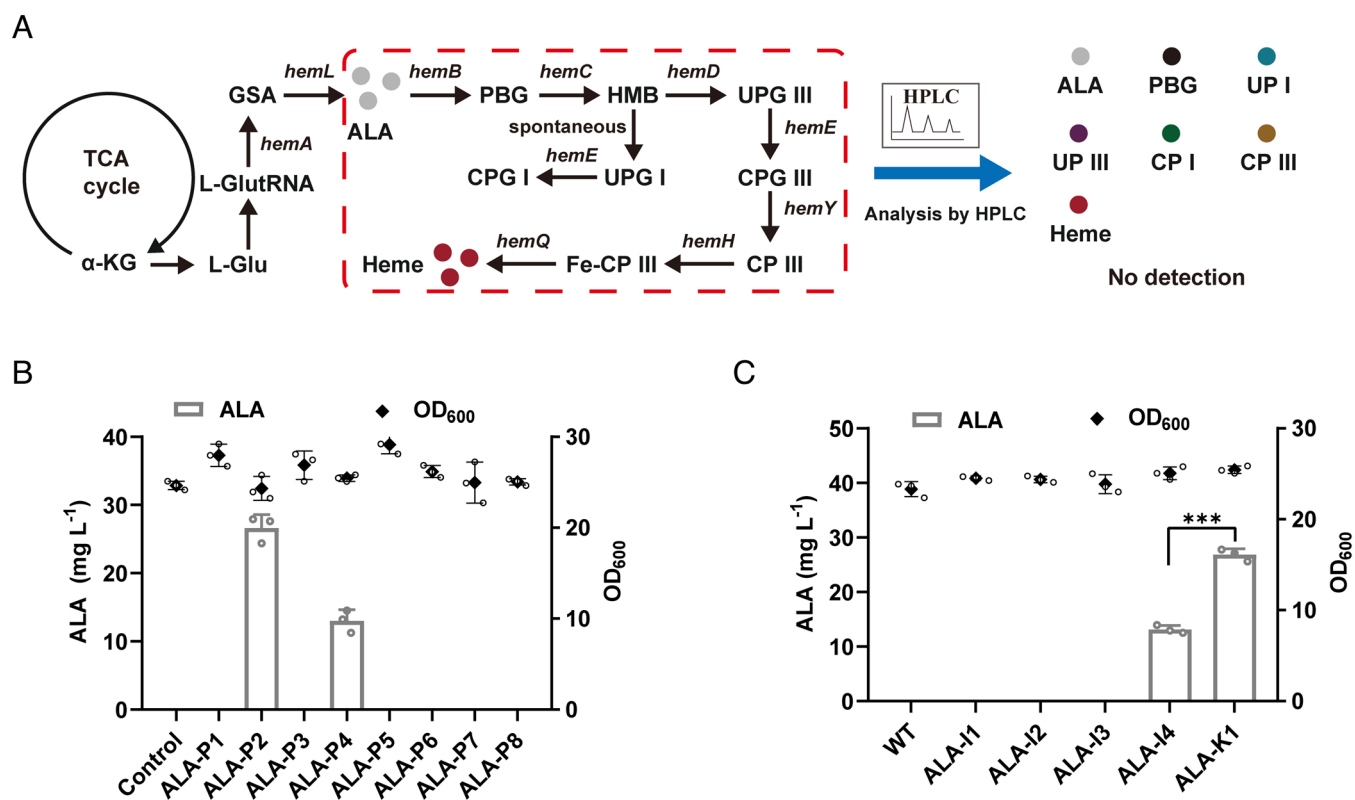 A
hemL
hemB
hemC
hemD
GSA
PBG
HMB
UPG III
ALA
spontaneous
hemE
hemA
hemE
TCA
cycle
L-GlutRNA
CPG I
UPG I
CPG III
hemY
hemQ
hemH
α-KG
L-Glu
Heme
Fe-CP III
CP III
HPLC
Analysis by HPLC
ALA
PBG
UP I
UP III
CP I
CP III
Heme
No detection
B
ALA
OD600
40
30
20
10
0
ALA (mg L-1)
30
20
10
0
OD600
Control
ALA-P1
ALA-P2
ALA-P3
ALA-P4
ALA-P5
ALA-P6
ALA-P7
ALA-P8
C
ALA
OD600
50
40
30
20
10
0
ALA (mg L-1)
***
30
20
10
0
OD600
WT
ALA-I1
ALA-I2
ALA-I3
ALA-I4
ALA-K1